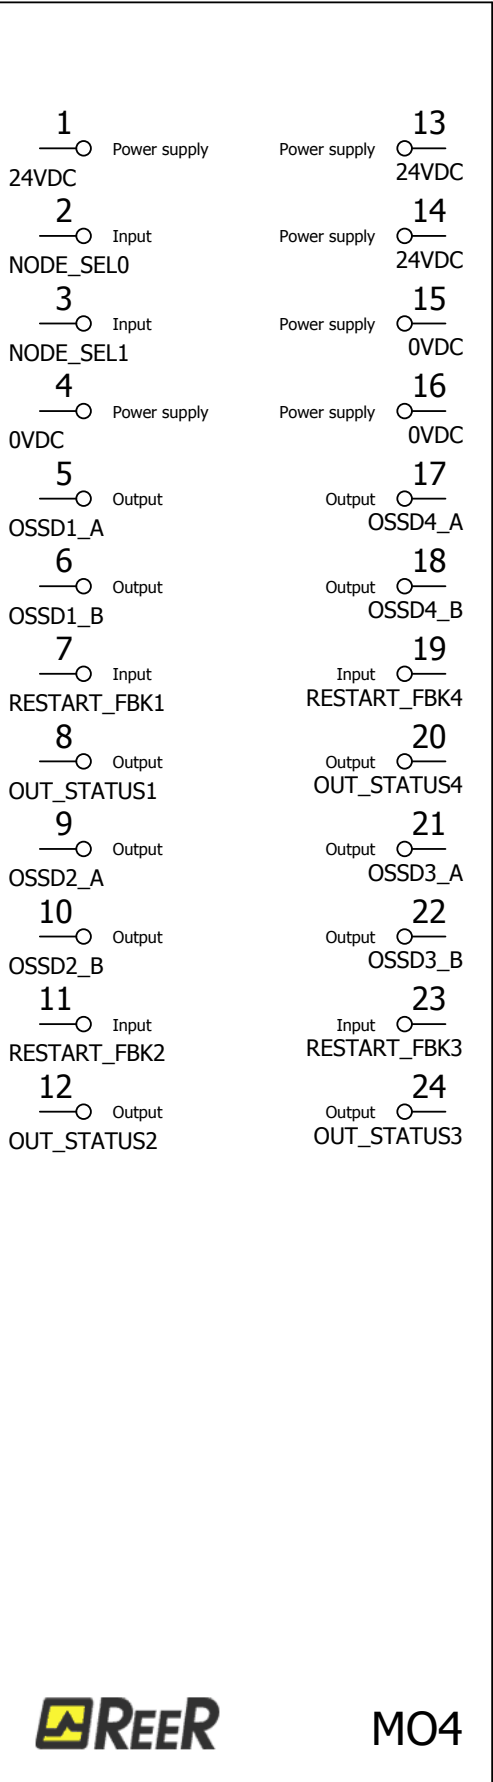 1 13
Power supply Power supply
24VDC 24VDC
2 14
Input Power supply
NODE_SEL0 24VDC
3 15
Input Power supply
NODE_SEL1 0VDC
4 16
Power supply Power supply
0VDC 0VDC
5 17
Output Output
OSSD1_A OSSD4_A
6 18
Output Output
OSSD1_B OSSD4_B
7 19
Input Input
RESTART_FBK1 RESTART_FBK4
8 20
Output Output
OUT_STATUS1 OUT_STATUS4
9 21
Output Output
OSSD2_A OSSD3_A
10 22
Output Output
OSSD2_B OSSD3_B
11 23
Input Input
RESTART_FBK2 RESTART_FBK3
12 24
Output Output
OUT_STATUS2 OUT_STATUS3
REER MO4